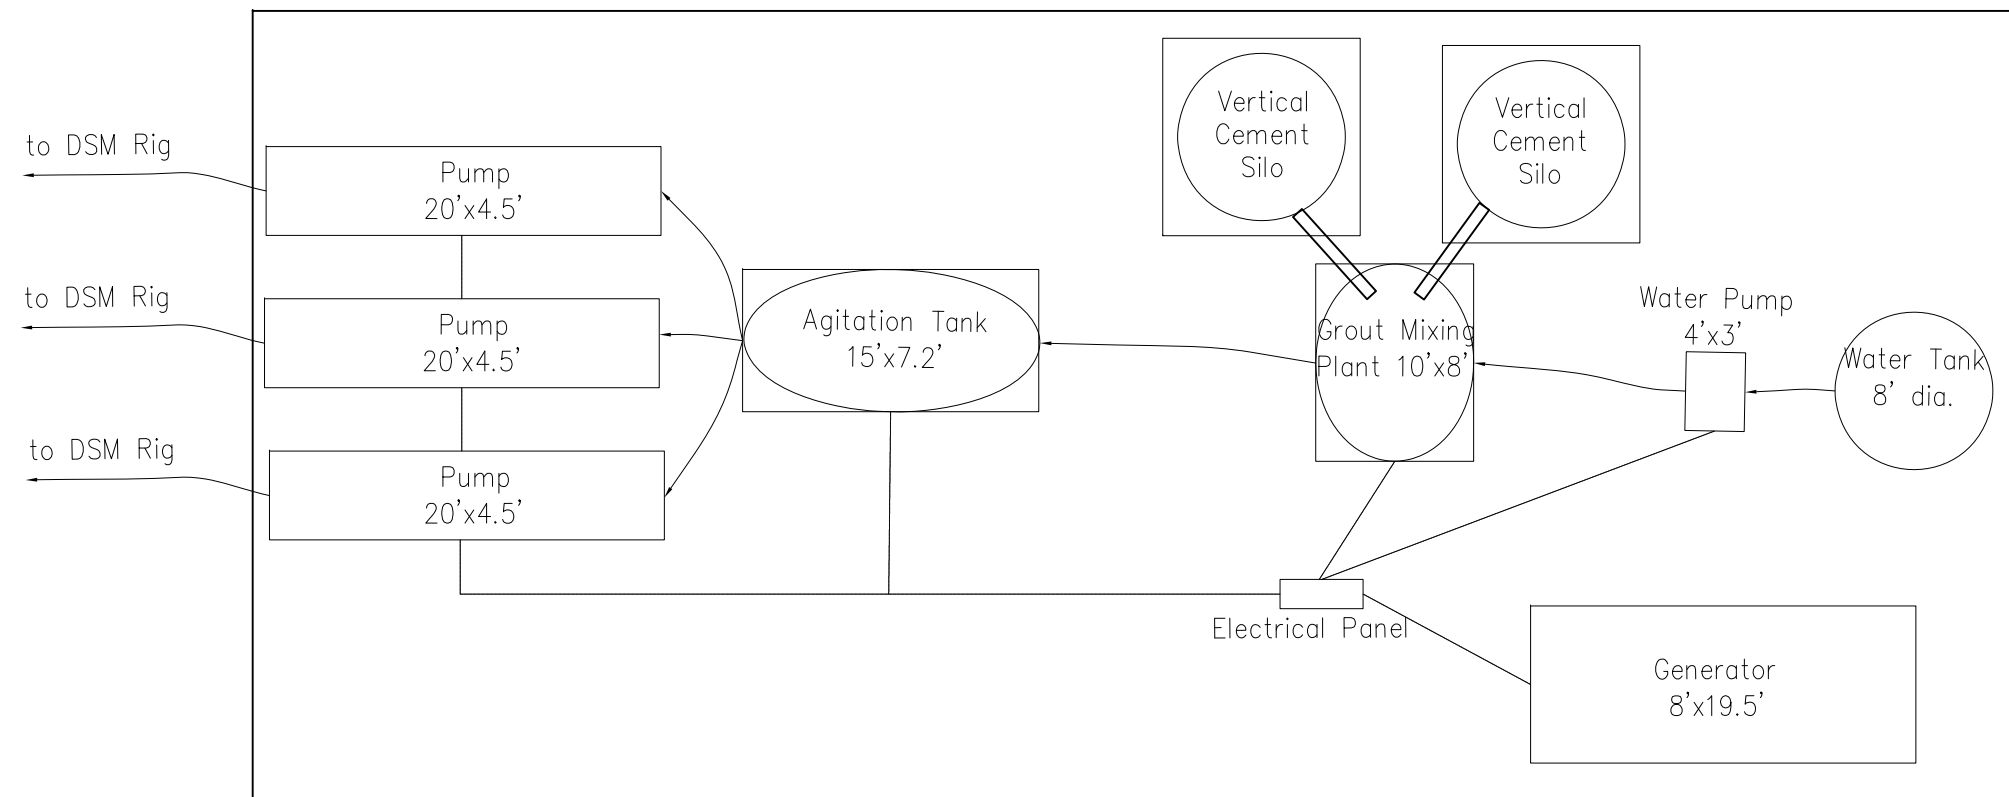 to DSM Rig
Pump
20'x4.5'
to DSM Rig
Pump
20'x4.5'
to DSM Rig
Pump
20'x4.5'
Agitation Tank
15'x7.2'
Vertical
Cement
Silo
Vertical
Cement
Silo
Grout Mixing
Plant 10'x8'
Water Pump
4'x3'
Water Tank
8' dia.
Electrical Panel
Generator
8'x19.5'